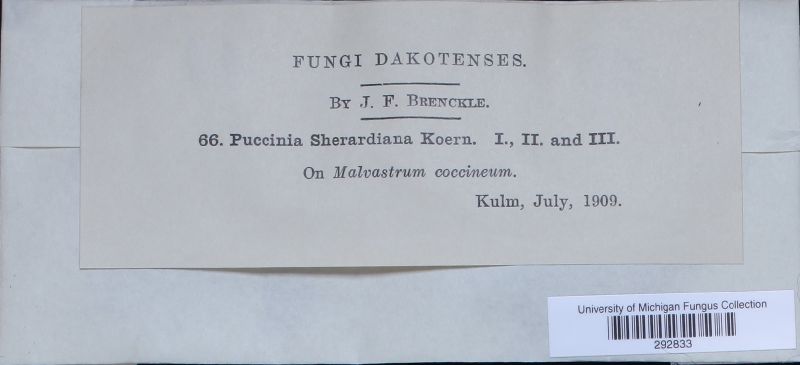 FUNGI DAKOTENSES.
By J. F. Brenckle.
66. Puccinia Sherardiana Koern. I., II. and III.
On Malvastrum coccineum.
Kulm, July, 1909.
University of Michigan Fungus Collection
292833